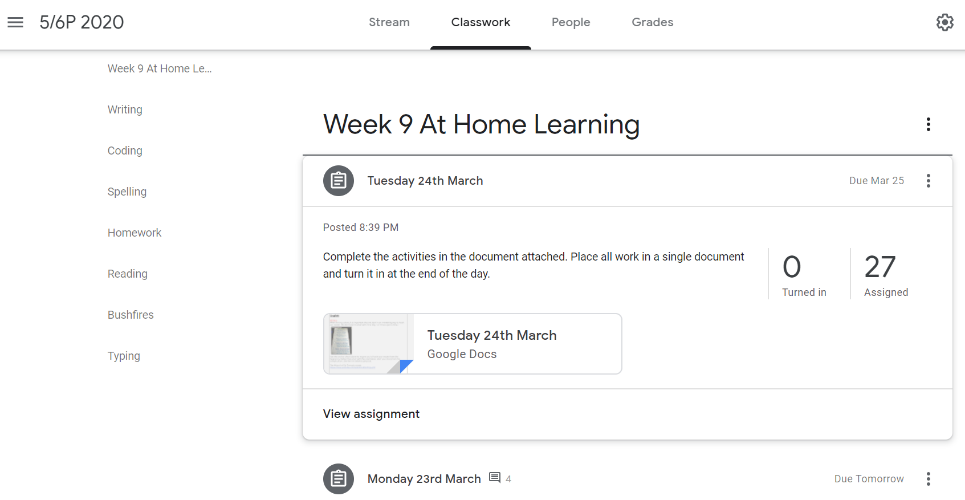 5/6P 2020
Stream
Classwork
People
Grades
Week 9 At Home Le...
Writing
Coding
Spelling
Homework
Reading
Bushfires
Typing
Week 9 At Home Learning
Tuesday 24th March
Due Mar 25
Posted 8:39 PM
Complete the activities in the document attached. Place all work in a single document
and turn it in at the end of the day.
0
Turned in
27
Assigned
Tuesday 24th March
Google Docs
View assignment
Monday 23rd March
4
Due Tomorrow